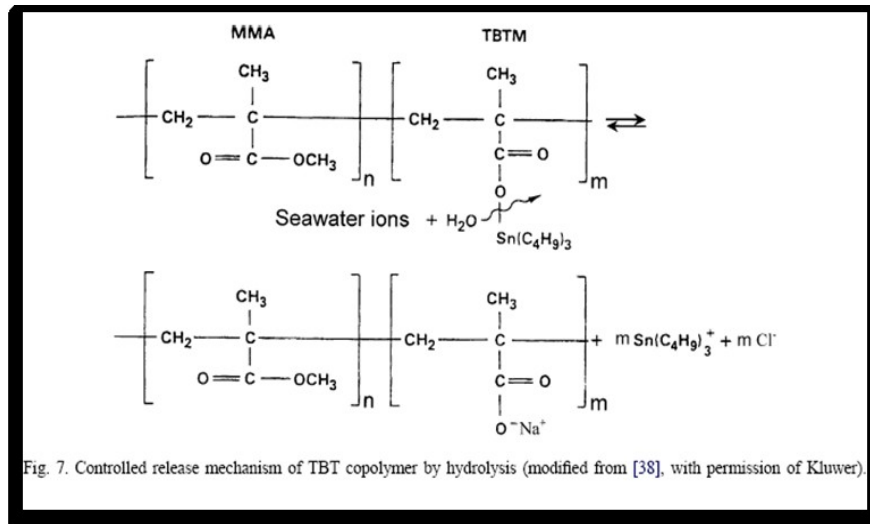 MMA TBTM
CH3 CH3
CH2 C CH2 C
O=C—OCH3 C=O
n m
O
Seawater ions + H2O
Sn(C4H9)3
CH3 CH3
CH2 C CH2 C + m Sn(C4H9)3+ + m Cl-
O=C—OCH3 C=O
n m
O-Na+
Fig. 7. Controlled release mechanism of TBT copolymer by hydrolysis (modified from [38], with permission of Kluwer).